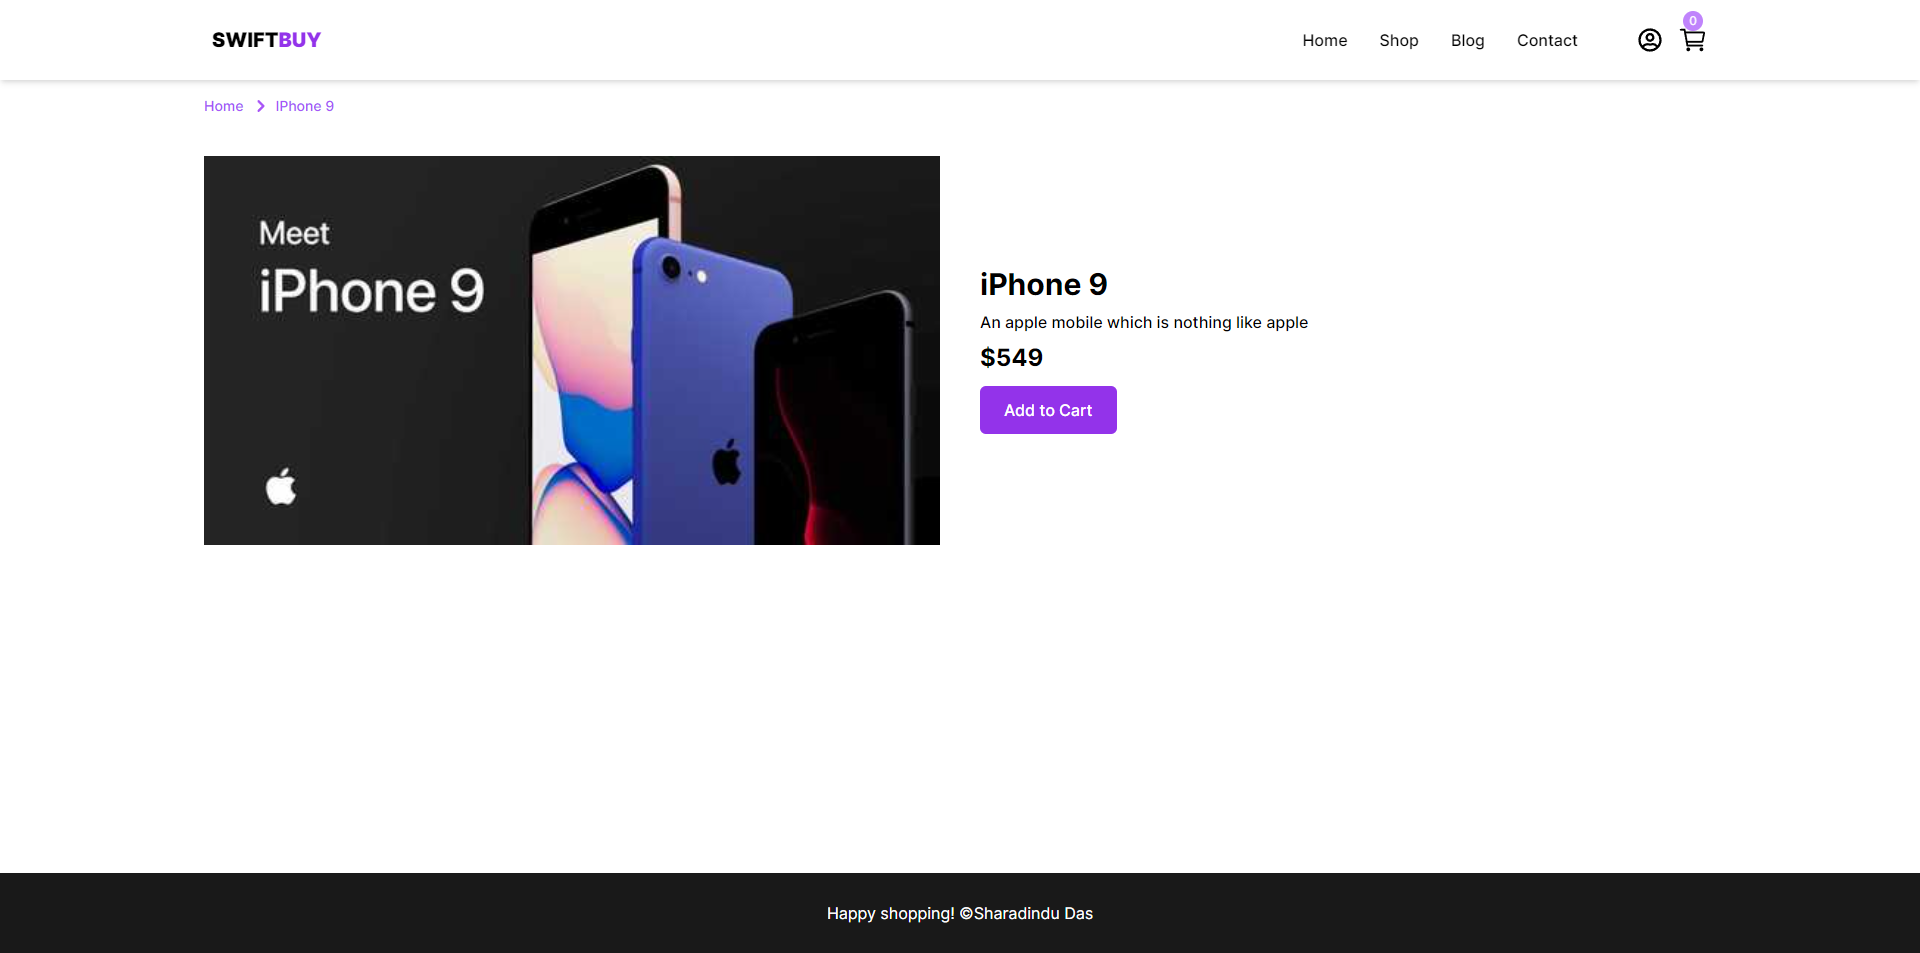 SWIFTBUY
Home
Shop
Blog
Contact
0
Home
IPhone 9
Meet
iPhone 9
iPhone 9
An apple mobile which is nothing like apple
$549
Add to Cart
Happy shopping! ©Sharadindu Das